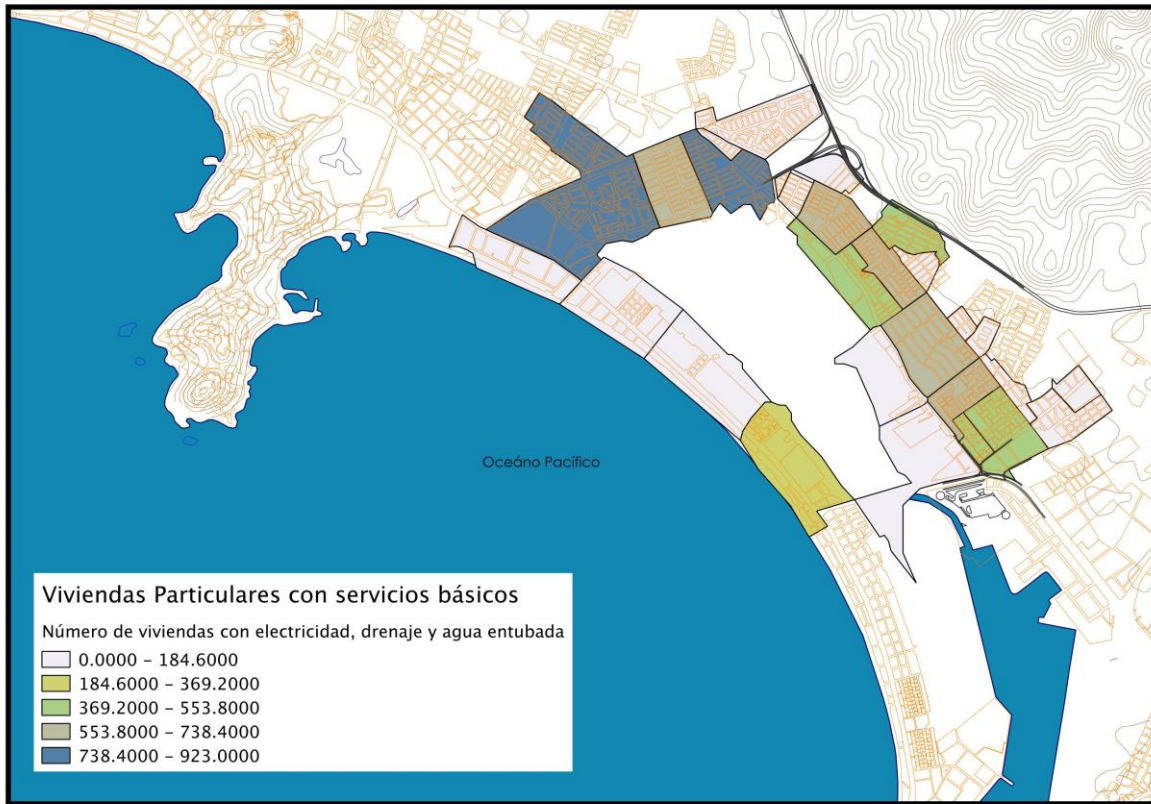 Oceáno Pacífico
Viviendas Particulares con servicios básicos
Número de viviendas con electricidad, drenaje y agua entubada
0.0000 – 184.6000
184.6000 – 369.2000
369.2000 – 553.8000
553.8000 – 738.4000
738.4000 – 923.0000